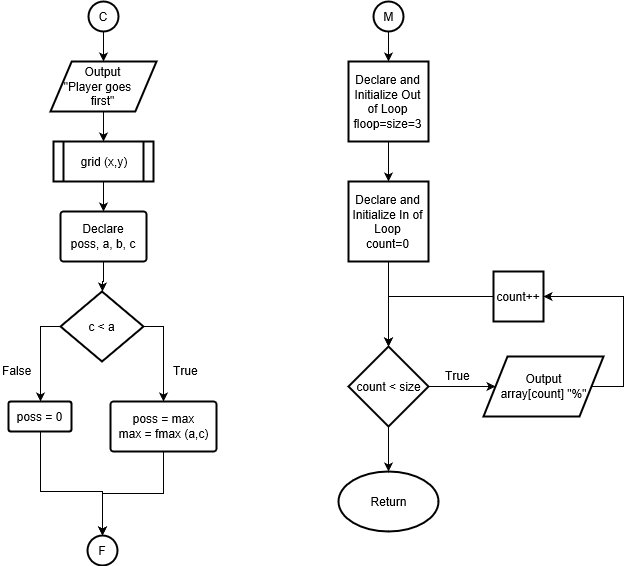 C
Output
"Player goes
first"
grid (x,y)
Declare
poss, a, b, c
c < a
False
True
poss = 0
poss = max
max = fmax (a,c)
F
M
Declare and
Initialize Out
of Loop
floop=size=3
Declare and
Initialize In of
Loop
count=0
count++
count < size
True
Output
array[count] "%"
Return